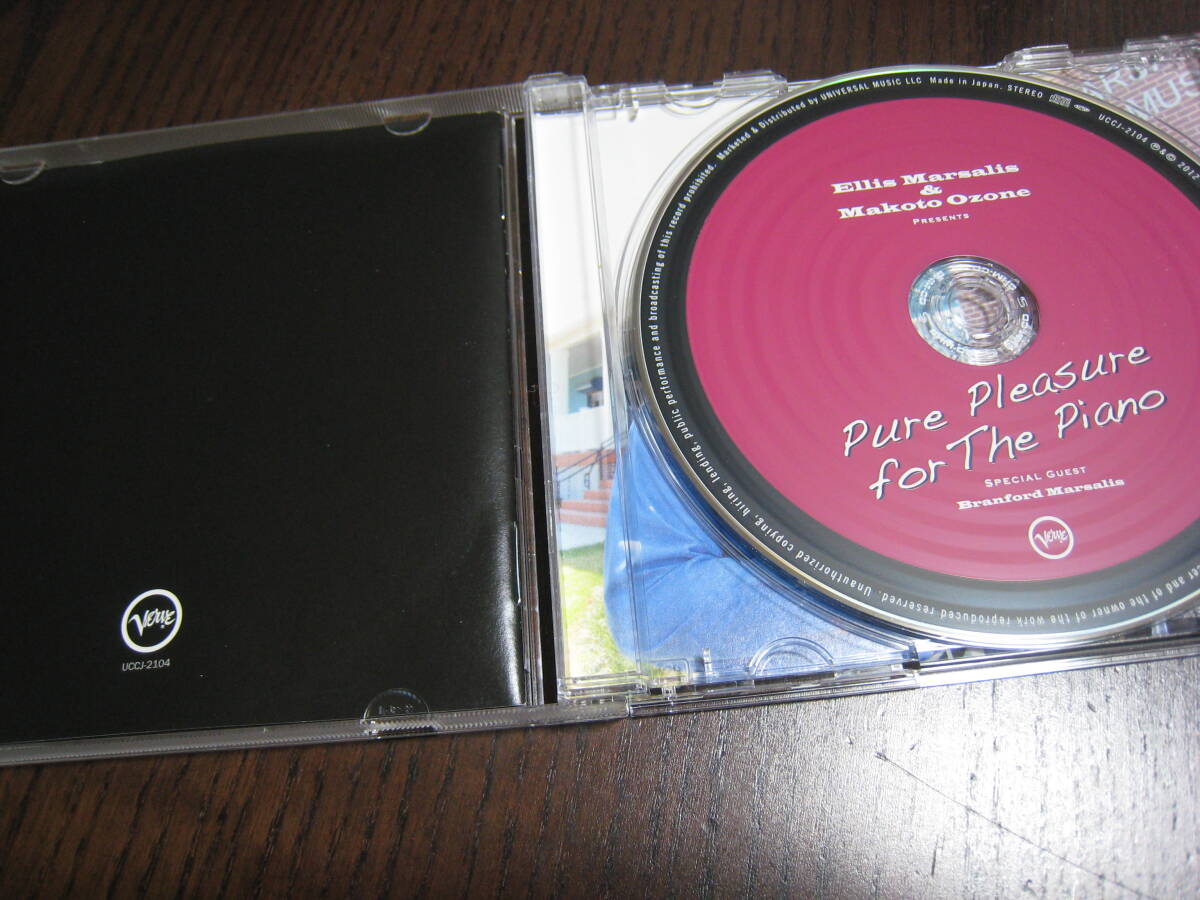 VERVE
UCCJ-2104
Unauthorized copying, hiring, lending, public performance and broadcasting of this record prohibited. Marketed & Distributed by UNIVERSAL MUSIC LLC Made in Japan. STEREO UCCJ-2104 ℗&© 2012
and of the owner of the work reproduced reserved.
Ellis Marsalis
&
Makoto Ozone
PRESENTS
Pure Pleasure
for The Piano
SPECIAL GUEST
Branford Marsalis
VERVE